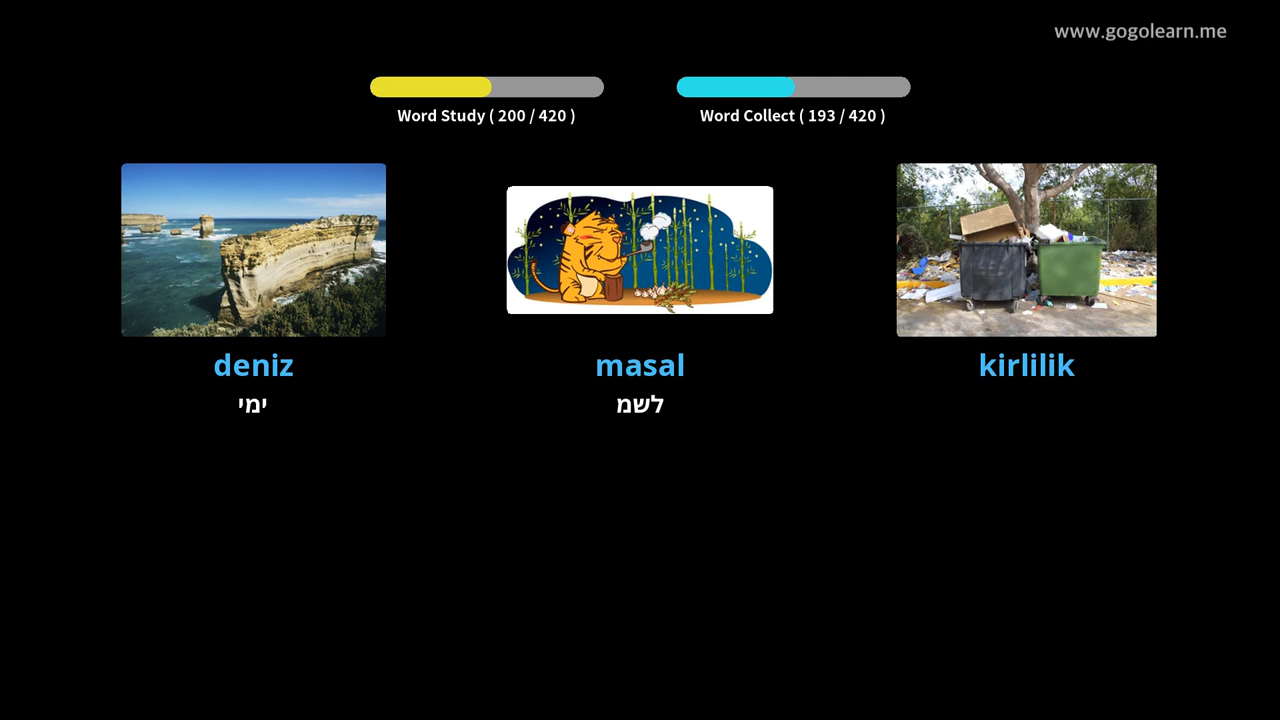 www.gogolearn.me
Word Study ( 200 / 420 )
Word Collect ( 193 / 420 )
deniz
masal
kirlilik
ימי
לשמ